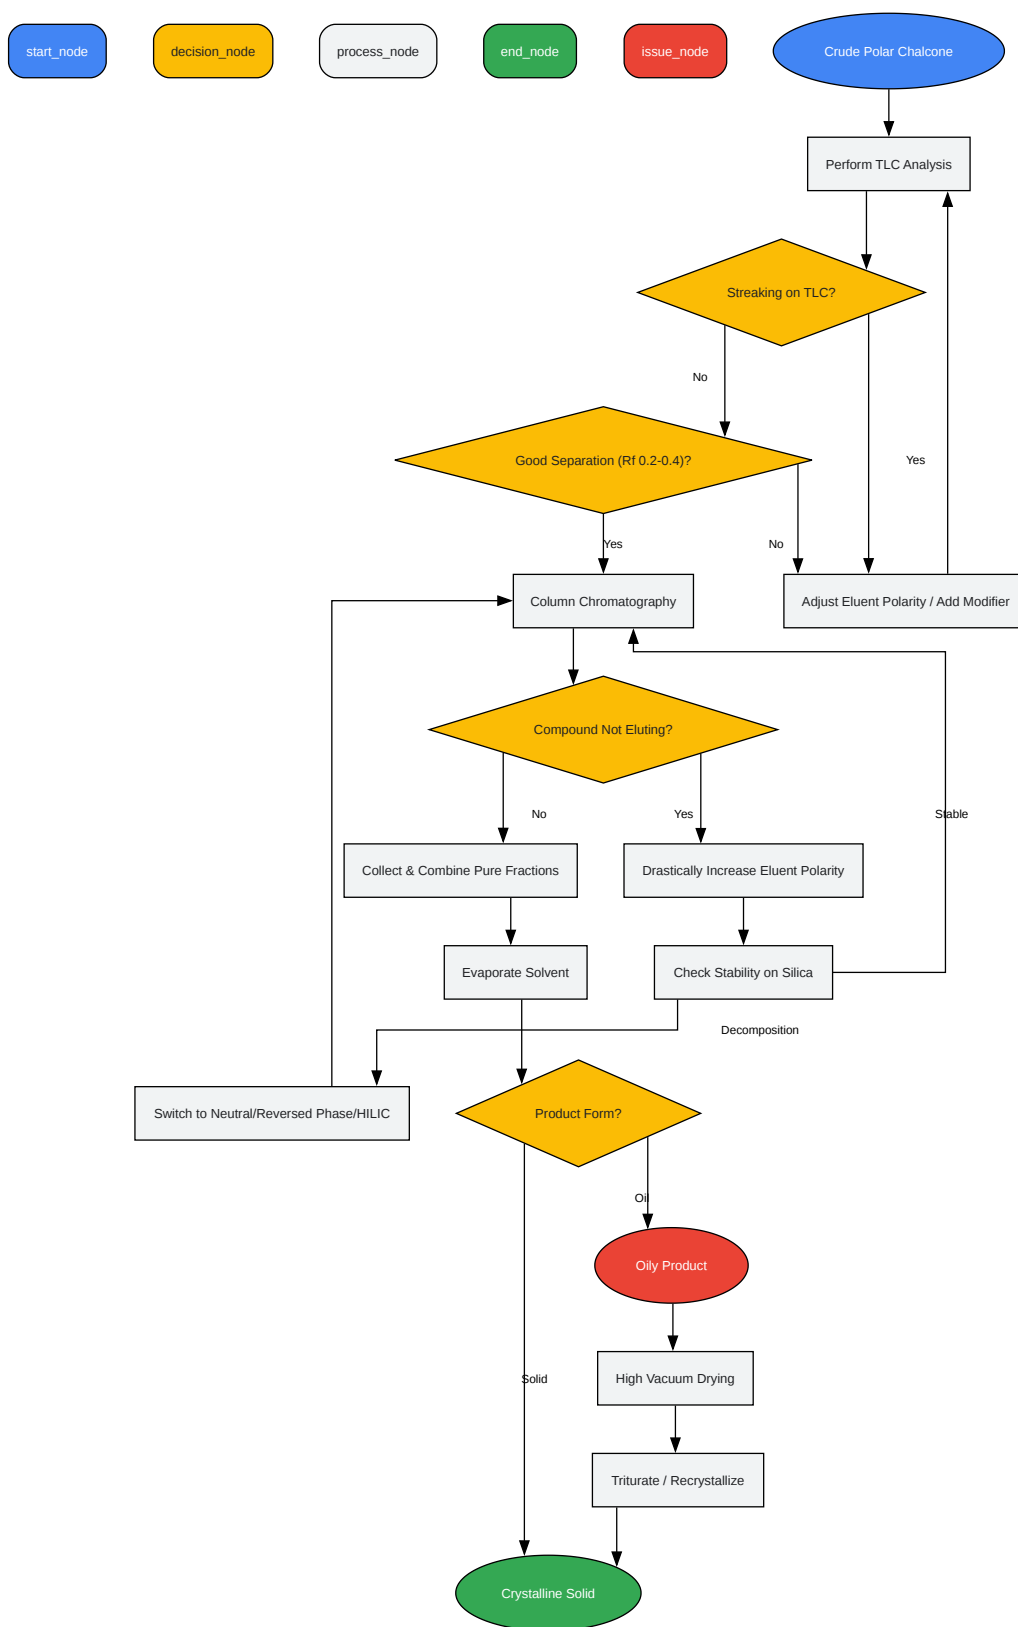 start_node
decision_node
process_node
end_node
issue_node
Crude Polar Chalcone
Perform TLC Analysis
Streaking on TLC?
No
Good Separation (Rf 0.2-0.4)?
Yes
Yes
No
Column Chromatography
Adjust Eluent Polarity / Add Modifier
Compound Not Eluting?
No
Yes
Stable
Collect & Combine Pure Fractions
Drastically Increase Eluent Polarity
Evaporate Solvent
Check Stability on Silica
Decomposition
Switch to Neutral/Reversed Phase/HILIC
Product Form?
Oil
Oily Product
High Vacuum Drying
Solid
Triturate / Recrystallize
Crystalline Solid